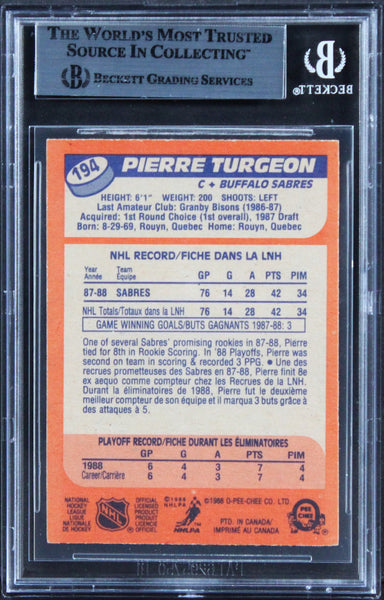 THE WORLD'S MOST TRUSTED
SOURCE IN COLLECTING™
BECKETT GRADING SERVICES
BECKETT
194
PIERRE TURGEON
C • BUFFALO SABRES
HEIGHT: 6'1" WEIGHT: 200 SHOOTS: LEFT
Last Amateur Club: Granby Bisons (1986-87)
Acquired: 1st Round Choice (1st overall), 1987 Draft
Born: 8-29-69, Rouyn, Quebec Home: Rouyn, Quebec
NHL RECORD/FICHE DANS LA LNH
Year Année Team Équipe GP G A PTS PIM
87-88 SABRES 76 14 28 42 34
NHL Totals/Totaux dans la LNH 76 14 28 42 34
GAME WINNING GOALS/BUTS GAGNANTS 1987-88: 3
One of several Sabres' promising rookies in 87-88, Pierre
tied for 8th in Rookie Scoring. In '88 Playoffs, Pierre was
second on team in scoring & recorded 3 PPG. • Une des
recrues prometteuses des Sabres en 87-88, Pierre finit 8e
ex aequo comme compteur chez les Recrues de la LNH.
Durant la éliminatoires de 1988, Pierre fut deuxième
meilleur compteur de son équipe et il marqua 3 buts grâce à
des attaques à 5.
PLAYOFF RECORD/FICHE DURANT LES ÉLIMINATOIRES
GP G A PTS PIM
1988 6 4 3 7 4
Career/Carrière 6 4 3 7 4
NATIONAL HOCKEY LEAGUE LIGUE NATIONALE DE HOCKEY
NHL
OFFICIAL LICENSED PRODUCT PRODUIT OFFICIEL LICENCIÉ
©1988 NHLPA
NHLPA
©1988 O-PEE-CHEE CO. LTD.
PTD. IN CANADA/
IMPRIMÉ AU CANADA
O-PEE-CHEE